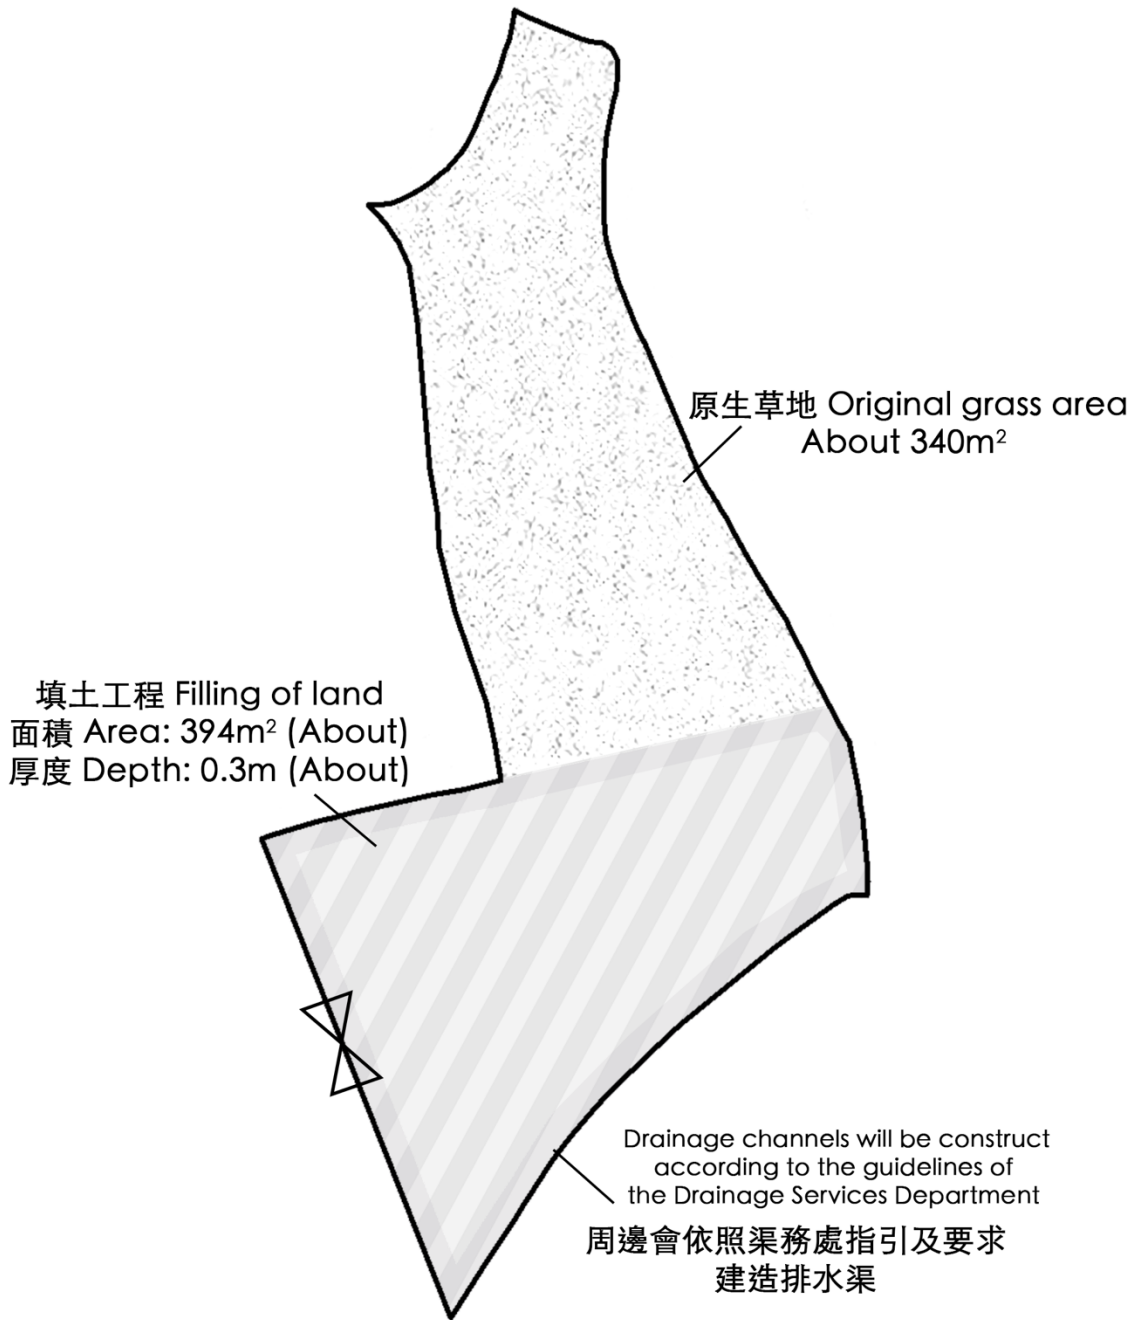 原生草地 Original grass area
About 340m²
填土工程 Filling of land
面積 Area: 394m² (About)
厚度 Depth: 0.3m (About)
Drainage channels will be construct
according to the guidelines of
the Drainage Services Department
周邊會依照渠務處指引及要求
建造排水渠